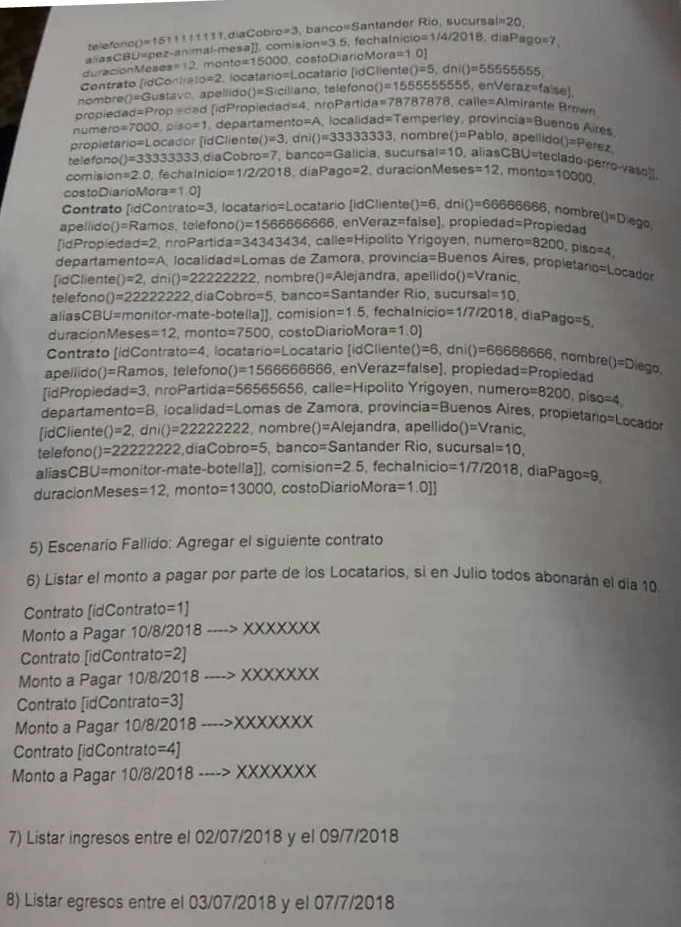 telefono()=1511111111,diaCobro=3, banco=Santander Rio, sucursal=20,
aliasCBU=pez-animal-mesa]], comision=3.5, fechaInicio=1/4/2018, diaPago=7,
duracionMeses=12, monto=15000, costoDiarioMora=1.0]
Contrato [idContrato=2, locatario=Locatario [idCliente()=5, dni()=55555555,
nombre()=Gustavo, apellido()=Siciliano, telefono()=1555555555, enVeraz=false],
propiedad=Propiedad [idPropiedad=4, nroPartida=78787878, calle=Almirante Brown,
numero=7000, piso=1, departamento=A, localidad=Temperley, provincia=Buenos Aires,
propietario=Locador [idCliente()=3, dni()=33333333, nombre()=Pablo, apellido()=Perez,
telefono()=33333333,diaCobro=7, banco=Galicia, sucursal=10, aliasCBU=teclado-perro-vaso]],
comision=2.0, fechaInicio=1/2/2018, diaPago=2, duracionMeses=12, monto=10000,
costoDiarioMora=1.0]
Contrato [idContrato=3, locatario=Locatario [idCliente()=6, dni()=66666666, nombre()=Diego,
apellido()=Ramos, telefono()=1566666666, enVeraz=false], propiedad=Propiedad
[idPropiedad=2, nroPartida=34343434, calle=Hipolito Yrigoyen, numero=8200, piso=4,
departamento=A, localidad=Lomas de Zamora, provincia=Buenos Aires, propietario=Locador
[idCliente()=2, dni()=22222222, nombre()=Alejandra, apellido()=Vranic,
telefono()=22222222,diaCobro=5, banco=Santander Rio, sucursal=10,
aliasCBU=monitor-mate-botella]], comision=1.5, fechaInicio=1/7/2018, diaPago=5,
duracionMeses=12, monto=7500, costoDiarioMora=1.0]
Contrato [idContrato=4, locatario=Locatario [idCliente()=6, dni()=66666666, nombre()=Diego,
apellido()=Ramos, telefono()=1566666666, enVeraz=false], propiedad=Propiedad
[idPropiedad=3, nroPartida=56565656, calle=Hipolito Yrigoyen, numero=8200, piso=4,
departamento=B, localidad=Lomas de Zamora, provincia=Buenos Aires, propietario=Locador
[idCliente()=2, dni()=22222222, nombre()=Alejandra, apellido()=Vranic,
telefono()=22222222,diaCobro=5, banco=Santander Rio, sucursal=10,
aliasCBU=monitor-mate-botella]], comision=2.5, fechaInicio=1/7/2018, diaPago=9,
duracionMeses=12, monto=13000, costoDiarioMora=1.0]]
5) Escenario Fallido: Agregar el siguiente contrato
6) Listar el monto a pagar por parte de los Locatarios, si en Julio todos abonarán el día 10.
Contrato [idContrato=1]
Monto a Pagar 10/8/2018 ----> XXXXXXX
Contrato [idContrato=2]
Monto a Pagar 10/8/2018 ----> XXXXXXX
Contrato [idContrato=3]
Monto a Pagar 10/8/2018 ---->XXXXXXX
Contrato [idContrato=4]
Monto a Pagar 10/8/2018 ----> XXXXXXX
7) Listar ingresos entre el 02/07/2018 y el 09/7/2018
8) Listar egresos entre el 03/07/2018 y el 07/7/2018